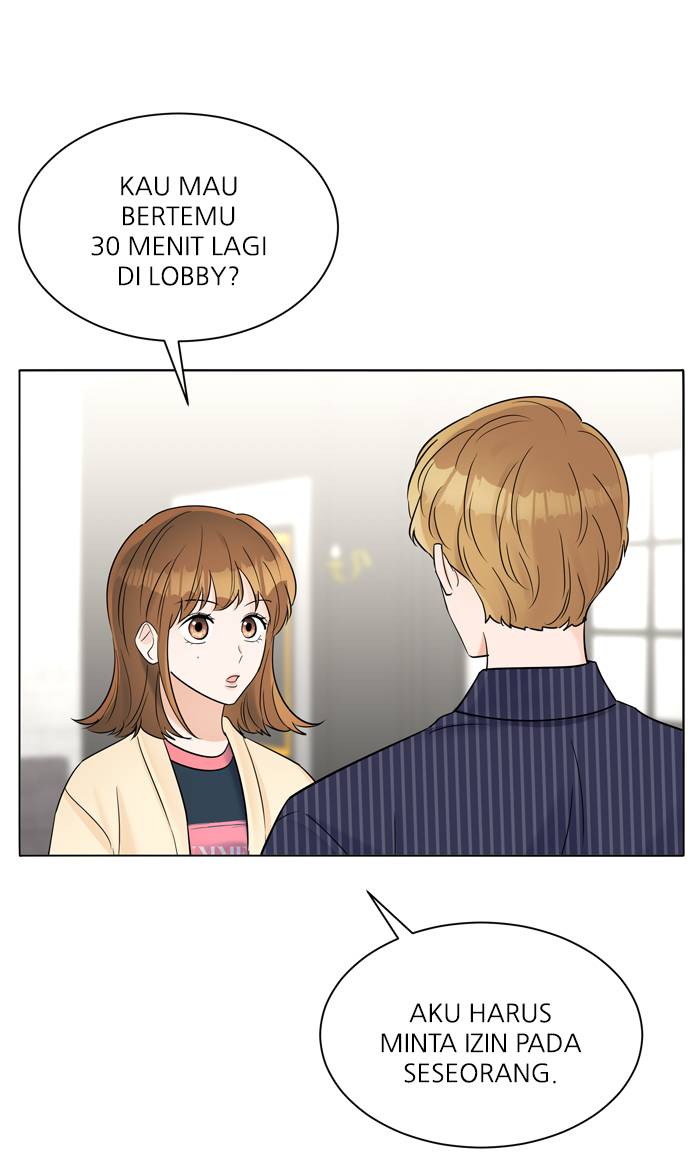 KAU MAU
BERTEMU
30 MENIT LAGI
DI LOBBY?
AKU HARUS
MINTA IZIN PADA
SESEORANG.